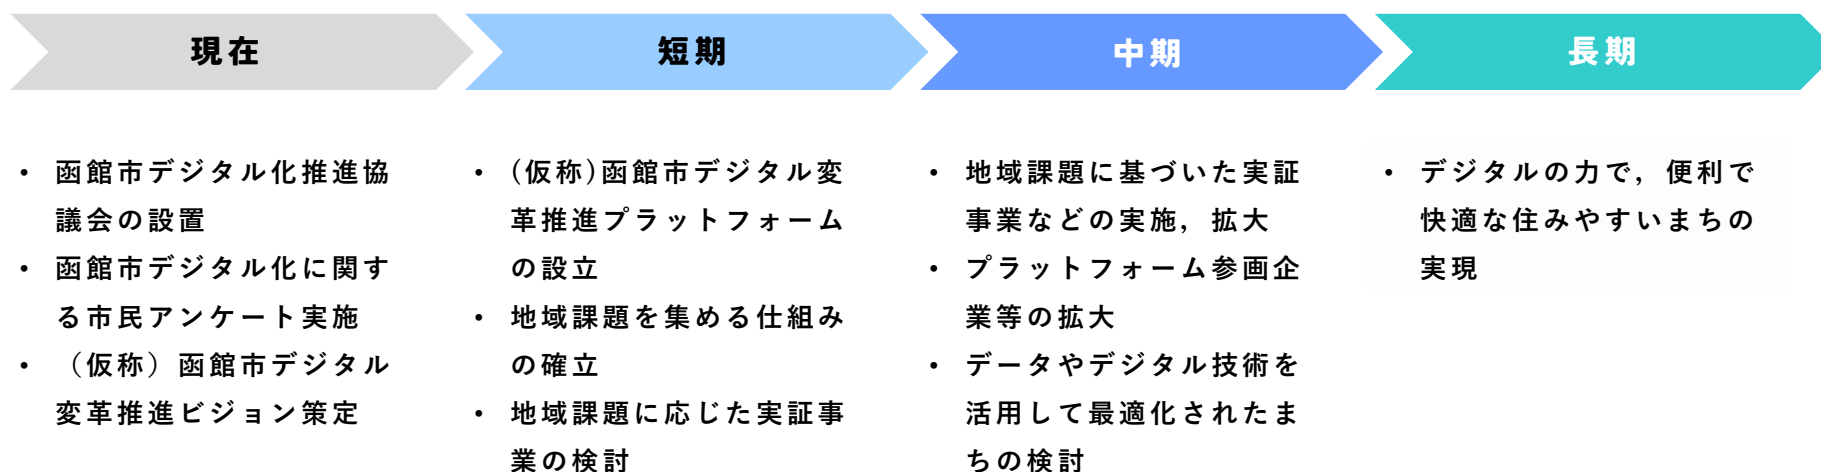 現在
短期
中期
長期
• 函館市デジタル化推進協
議会の設置
• 函館市デジタル化に関す
る市民アンケート実施
• （仮称）函館市デジタル
変革推進ビジョン策定
• (仮称)函館市デジタル変
革推進プラットフォーム
の設立
• 地域課題を集める仕組み
の確立
• 地域課題に応じた実証事
業の検討
• 地域課題に基づいた実証
事業などの実施，拡大
• プラットフォーム参画企
業等の拡大
• データやデジタル技術を
活用して最適化されたま
ちの検討
• デジタルの力で，便利で
快適な住みやすいまちの
実現